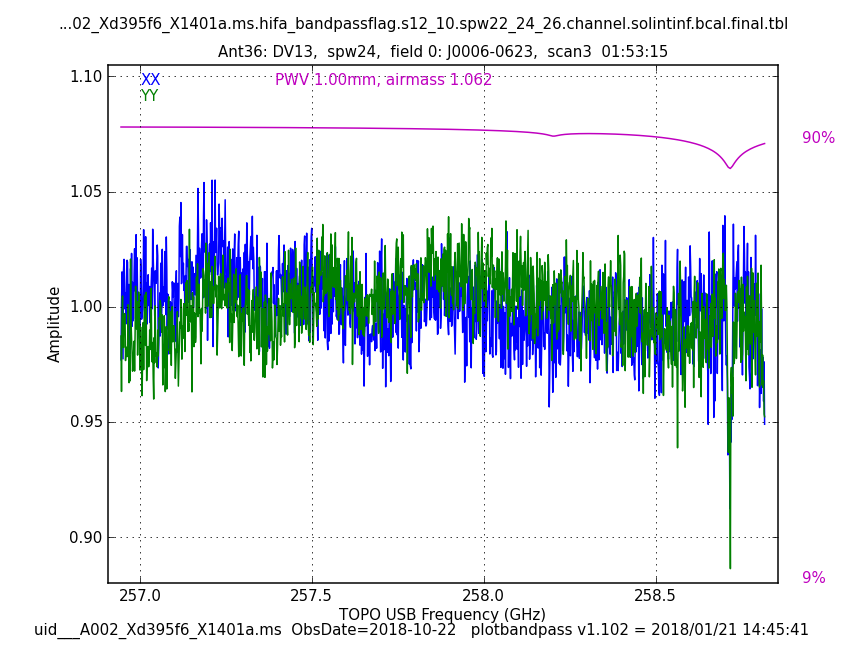 ...02_Xd395f6_X1401a.ms.hifa_bandpassflag.s12_10.spw22_24_26.channel.solintinf.bcal.final.tbl
Ant36: DV13, spw24, field 0: J0006-0623, scan3 01:53:15
XX
YY
PWV 1.00mm, airmass 1.062
1.10
1.05
1.00
0.95
0.90
Amplitude
90%
9%
257.0 257.5 258.0 258.5
TOPO USB Frequency (GHz)
uid___A002_Xd395f6_X1401a.ms ObsDate=2018-10-22 plotbandpass v1.102 = 2018/01/21 14:45:41